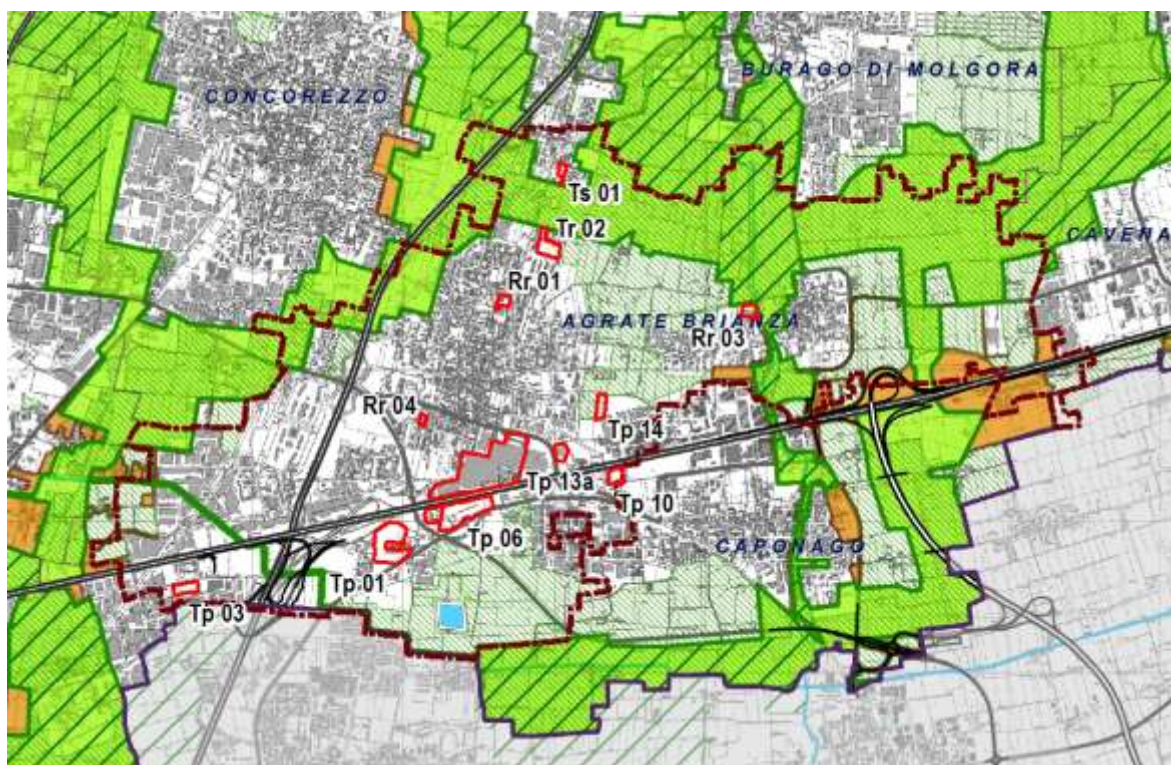 BURAGO DI MOLGORA
CONCOREZZO
Ts 01
Tr 02
CAVENA
Rr 01
AGRATE BRIANZA
Rr 03
Rr 04
Tp 14
Tp 13a
Tp 10
Tp 06
CAPONAGO
Tp 01
Tp 03